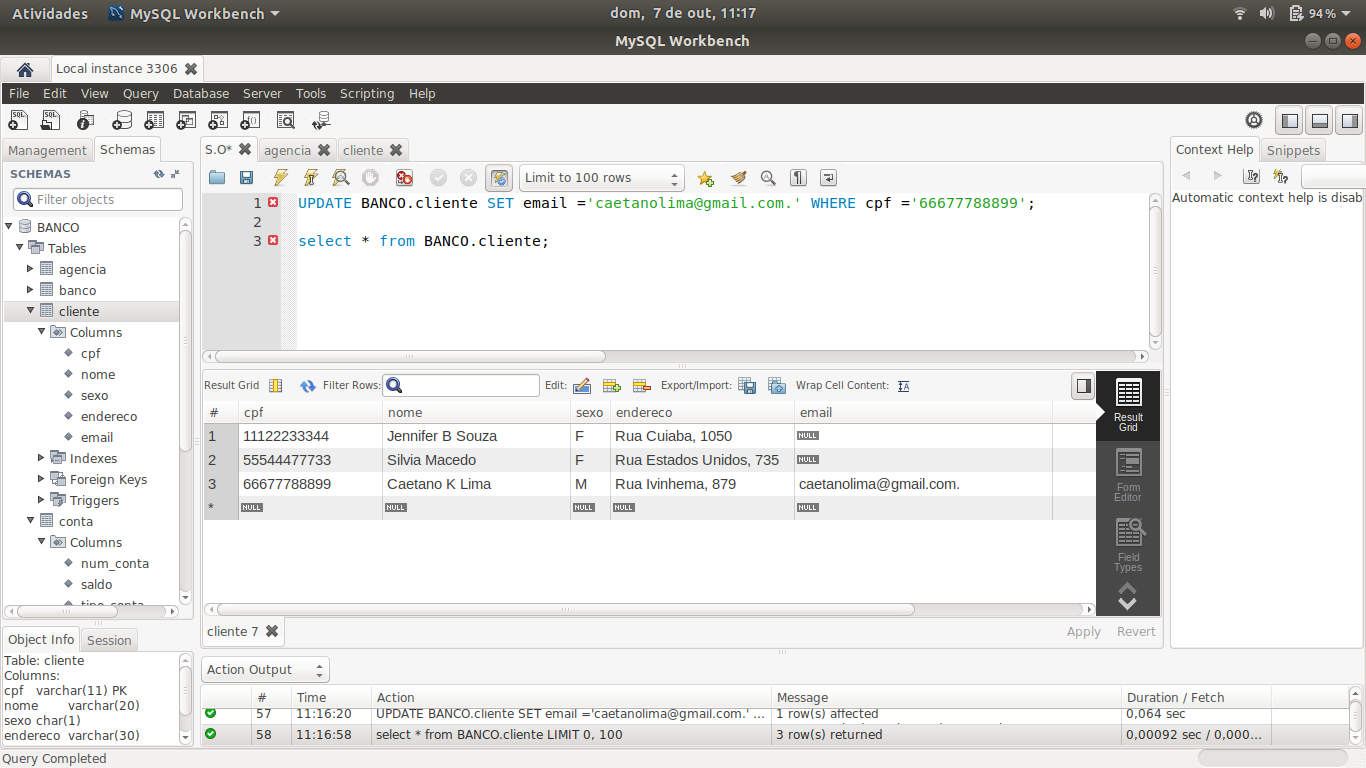 Atividades MySQL Workbench dom, 7 de out, 11:17 94%
MySQL Workbench
Local instance 3306
File Edit View Query Database Server Tools Scripting Help
Management Schemas S.O* agencia cliente Context Help Snippets
SCHEMAS Limit to 100 rows
Filter objects
Automatic context help is disab
1 UPDATE BANCO.cliente SET email ='caetanolima@gmail.com.' WHERE cpf ='66677788899';
2
3 select * from BANCO.cliente;
BANCO
Tables
agencia
banco
cliente
Columns
cpf
nome
sexo
endereco
email
Indexes
Foreign Keys
Triggers
conta
Columns
num_conta
saldo
tipo_conta
Result Grid Filter Rows: Edit: Export/Import: Wrap Cell Content:
# cpf nome sexo endereco email
1 11122233344 Jennifer B Souza F Rua Cuiaba, 1050 NULL
2 55544477733 Silvia Macedo F Rua Estados Unidos, 735 NULL
3 66677788899 Caetano K Lima M Rua Ivinhema, 879 caetanolima@gmail.com.
* NULL NULL NULL NULL NULL
Result Grid
Form Editor
Field Types
cliente 7 Apply Revert
Object Info Session
Table: cliente
Columns:
cpf varchar(11) PK
nome varchar(20)
sexo char(1)
endereco varchar(30)
Action Output
# Time Action Message Duration / Fetch
57 11:16:20 UPDATE BANCO.cliente SET email ='caetanolima@gmail.com.' ... 1 row(s) affected 0,064 sec
58 11:16:58 select * from BANCO.cliente LIMIT 0, 100 3 row(s) returned 0,00092 sec / 0,000...
Query Completed